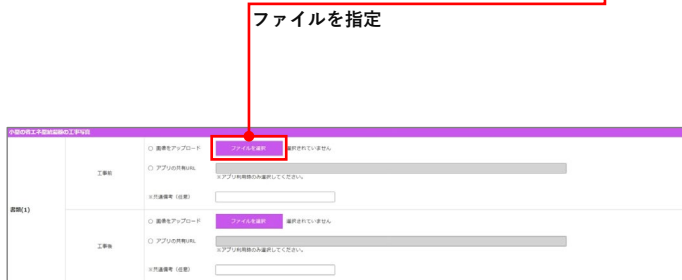 ファイルを指定
小型の省エネ型給湯器の工事写真
書類(1)
工事前
画像をアップロード
ファイルを選択
選択されていません
アプリの共有URL
※アプリ利用時のみ選択してください。
※共通備考（任意）
工事後
画像をアップロード
ファイルを選択
選択されていません
アプリの共有URL
※アプリ利用時のみ選択してください。
※共通備考（任意）